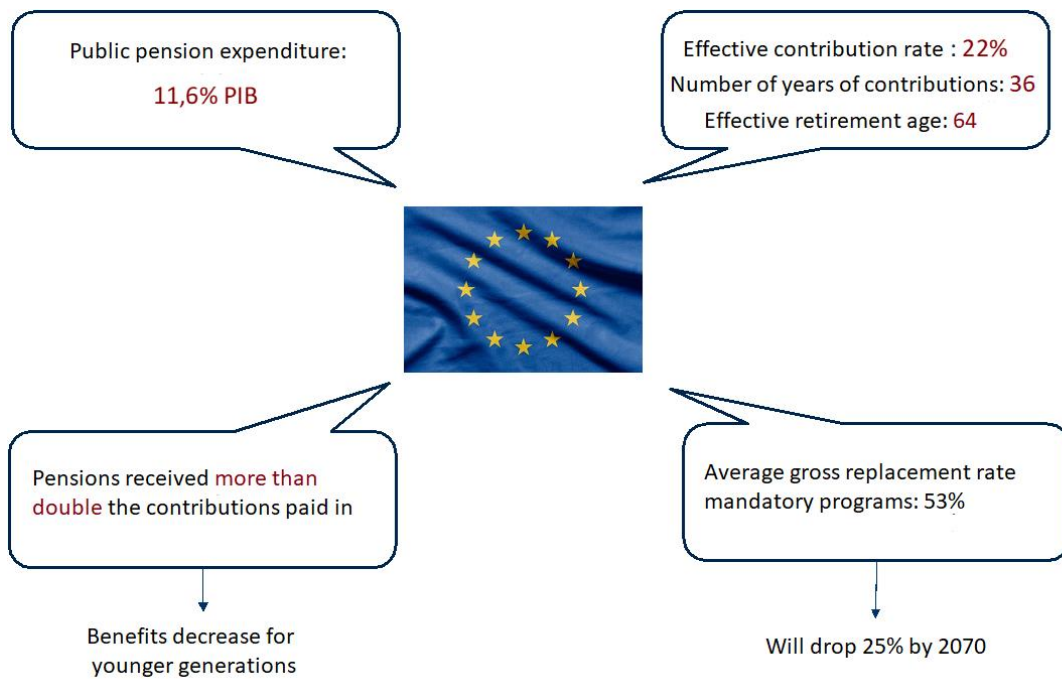 Public pension expenditure:
11,6% PIB
Effective contribution rate : 22%
Number of years of contributions: 36
Effective retirement age: 64
Pensions received more than
double the contributions paid in
Average gross replacement rate
mandatory programs: 53%
Benefits decrease for
younger generations
Will drop 25% by 2070